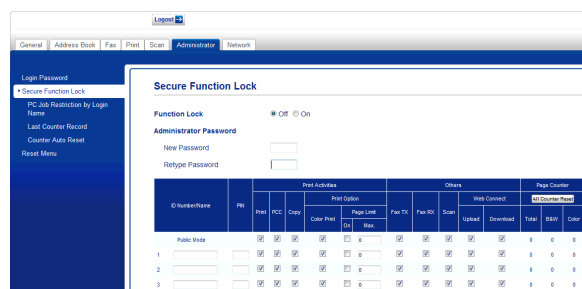 Logout
General Address Book Fax Print Scan Administrator Network
Login Password
Secure Function Lock
PC Job Restriction by Login
Name
Last Counter Record
Counter Auto Reset
Reset Menu
Secure Function Lock
Function Lock Off On
Administrator Password
New Password
Retype Password
Print Activities Others Page Counter
ID Number/Name PIN Print PCC Copy Print Option Fax TX Fax RX Scan Web Connect All Counter Reset
Color Print Page Limit Upload Download Total B&W Color
On Max.
Public Mode 0 0 0 0
1 0 0 0 0
2 0 0 0 0
3 0 0 0 0